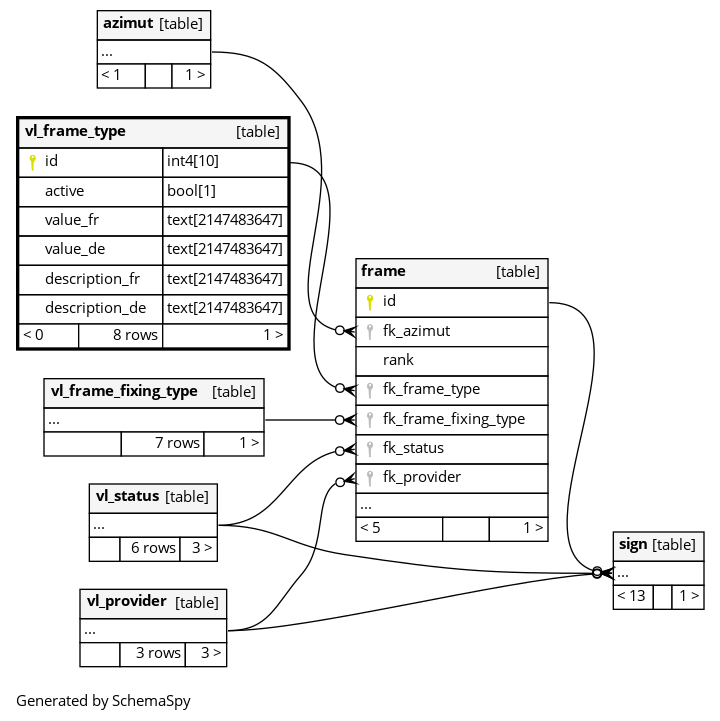 azimut [table]
...
< 1 1 >
vl_frame_type [table]
id int4[10]
active bool[1]
value_fr text[2147483647]
value_de text[2147483647]
description_fr text[2147483647]
description_de text[2147483647]
< 0 8 rows 1 >
frame [table]
id
fk_azimut
rank
fk_frame_type
fk_frame_fixing_type
fk_status
fk_provider
...
< 5 1 >
vl_frame_fixing_type [table]
...
7 rows 1 >
vl_status [table]
...
6 rows 3 >
sign [table]
...
< 13 1 >
vl_provider [table]
...
3 rows 3 >
Generated by SchemaSpy